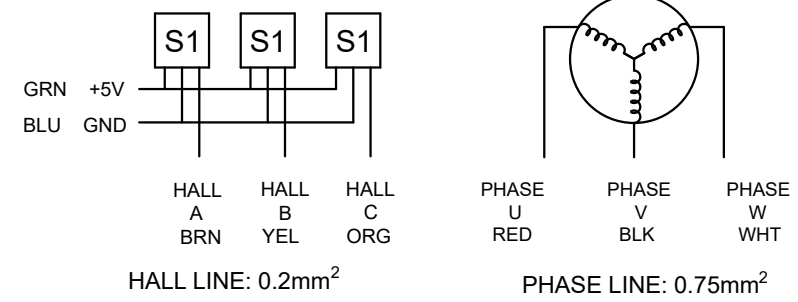 S1 S1 S1
GRN +5V
BLU GND
HALL HALL HALL
A B C
BRN YEL ORG
HALL LINE: 0.2mm²
PHASE PHASE PHASE
U V W
RED BLK WHT
PHASE LINE: 0.75mm²